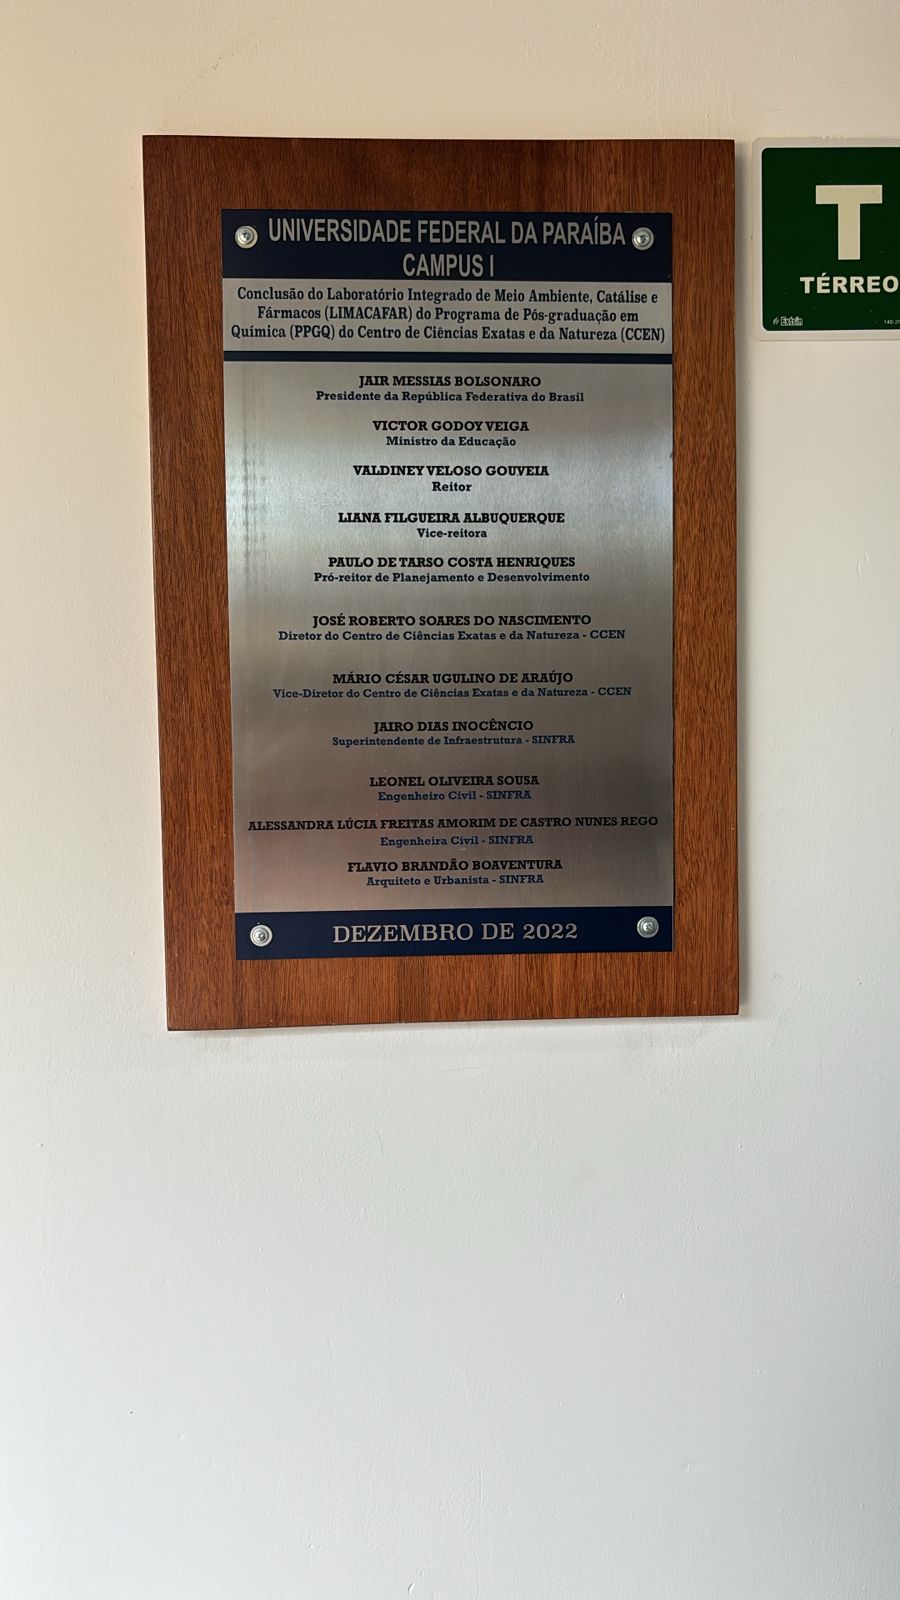 UNIVERSIDADE FEDERAL DA PARAÍBA
CAMPUS I
Conclusão do Laboratório Integrado de Meio Ambiente, Catálise e
Fármacos (LIMACAFAR) do Programa de Pós-graduação em
Química (PPGQ) do Centro de Ciências Exatas e da Natureza (CCEN)
JAIR MESSIAS BOLSONARO
Presidente da República Federativa do Brasil
VICTOR GODOY VEIGA
Ministro da Educação
VALDINEY VELOSO GOUVEIA
Reitor
LIANA FILGUEIRA ALBUQUERQUE
Vice-reitora
PAULO DE TARSO COSTA HENRIQUES
Pró-reitor de Planejamento e Desenvolvimento
JOSÉ ROBERTO SOARES DO NASCIMENTO
Diretor do Centro de Ciências Exatas e da Natureza - CCEN
MÁRIO CÉSAR UGULINO DE ARAÚJO
Vice-Diretor do Centro de Ciências Exatas e da Natureza - CCEN
JAIRO DIAS INOCÊNCIO
Superintendente de Infraestrutura - SINFRA
LEONEL OLIVEIRA SOUSA
Engenheiro Civil - SINFRA
ALESSANDRA LÚCIA FREITAS AMORIM DE CASTRO NUNES REGO
Engenheira Civil - SINFRA
FLAVIO BRANDÃO BOAVENTURA
Arquiteto e Urbanista - SINFRA
DEZEMBRO DE 2022
T
TÉRREO
Extsin